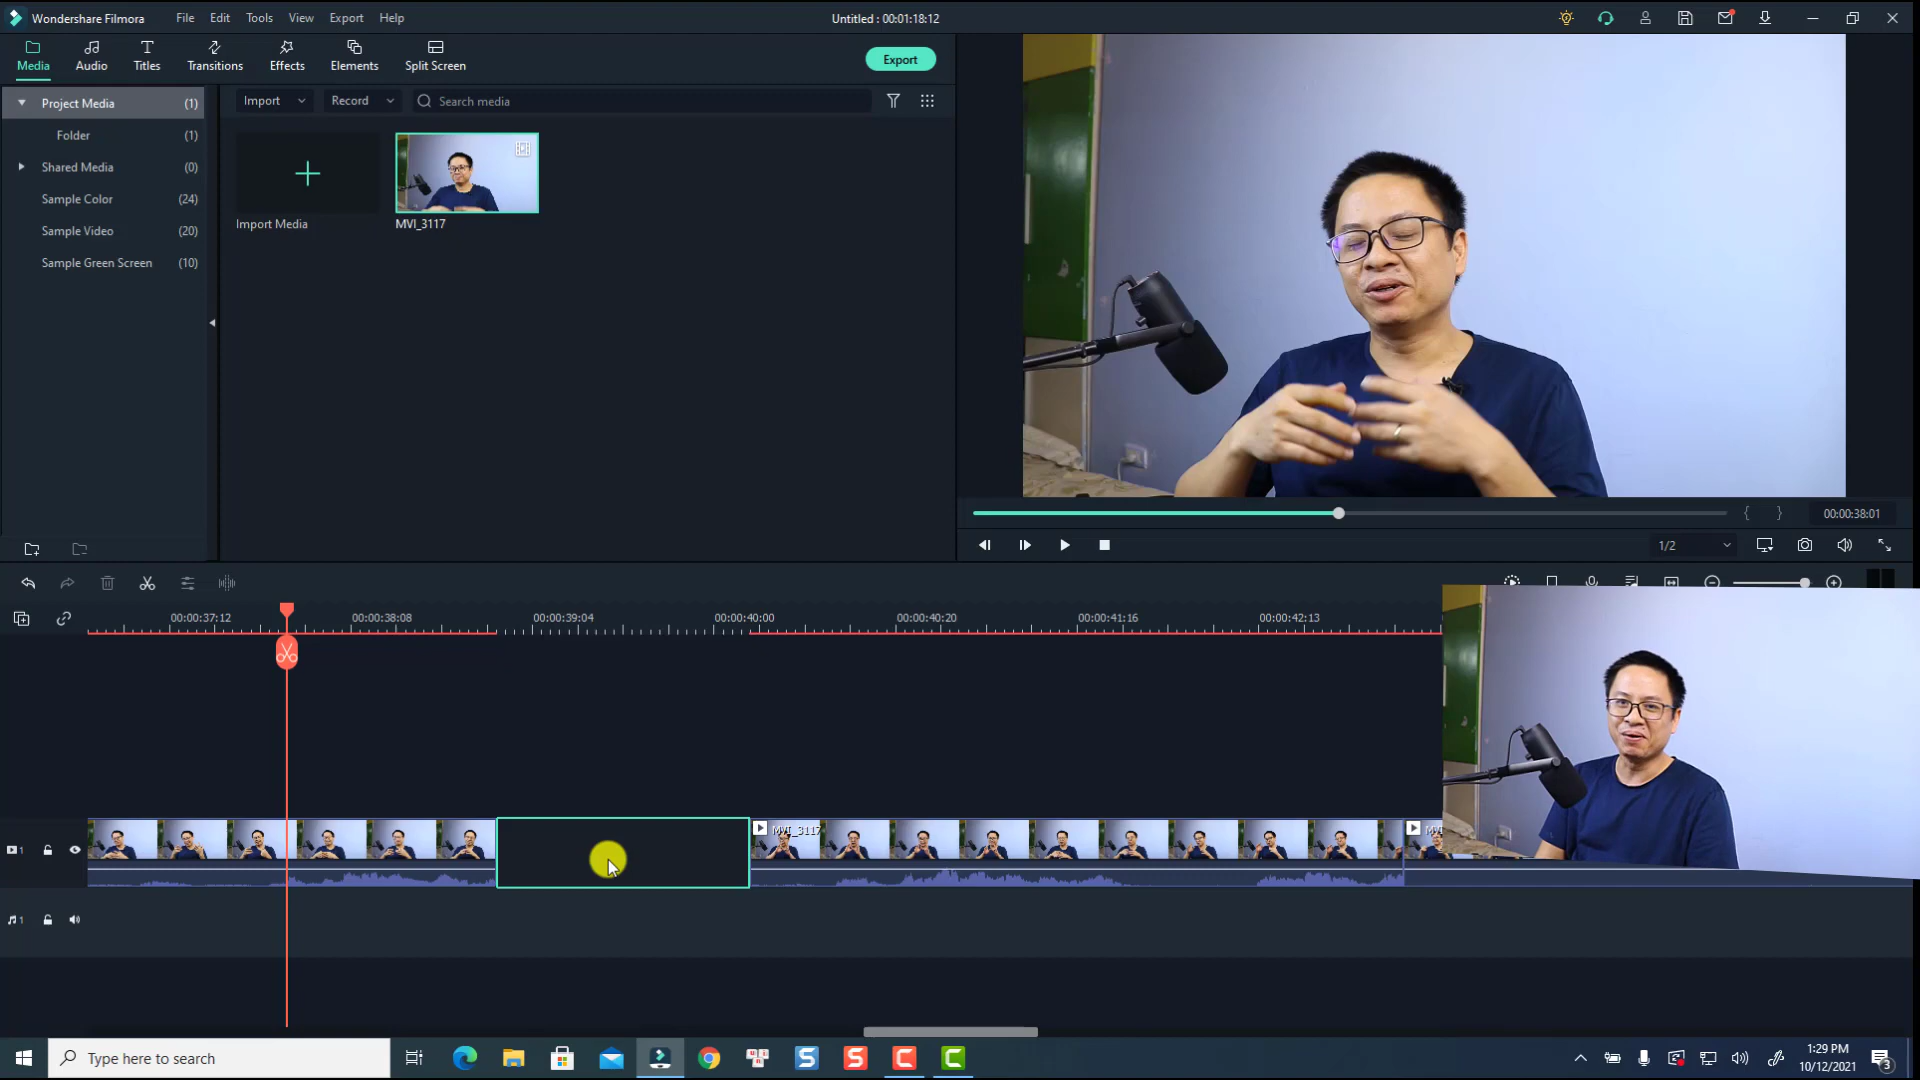 Wondershare Filmora File Edit Tools View Export Help Untitled : 00:01:18:12
Media Audio Titles Transitions Effects Elements Split Screen Export
Project Media (1) Import Record Search media
Folder (1)
Shared Media (0)
Sample Color (24)
Import Media MVI_3117
Sample Video (20)
Sample Green Screen (10)
{ } 00:00:38:01
1/2
00:00:37:12 00:00:38:08 00:00:39:04 00:00:40:00 00:00:40:20 00:00:41:16 00:00:42:13
MVI_3117
1
1
Type here to search
1:29 PM
10/12/2021
3